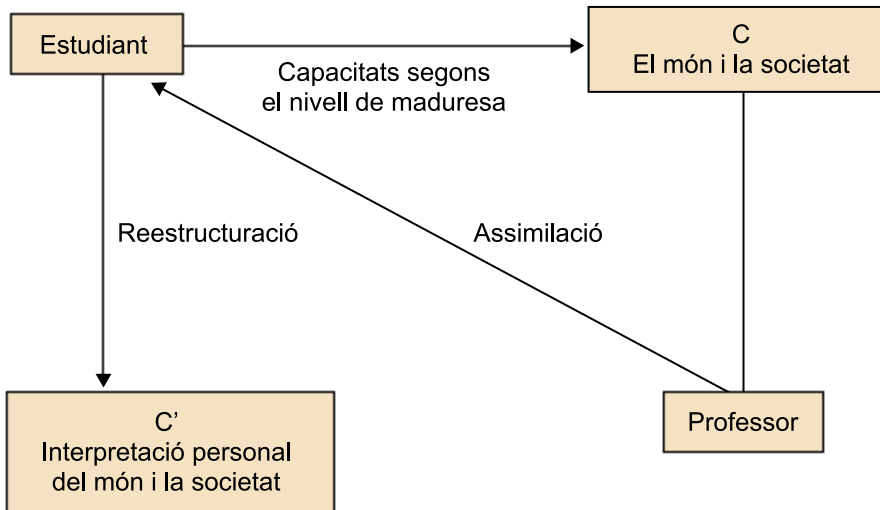 Estudiant
C
El món i la societat
Capacitats segons
el nivell de maduresa
Reestructuració
Assimilació
C’
Interpretació personal
del món i la societat
Professor